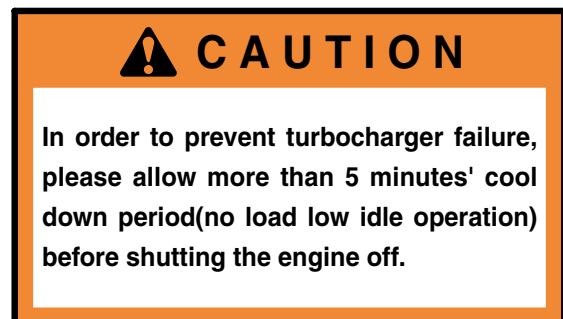 CAUTION
In order to prevent turbocharger failure,
please allow more than 5 minutes' cool
down period(no load low idle operation)
before shutting the engine off.